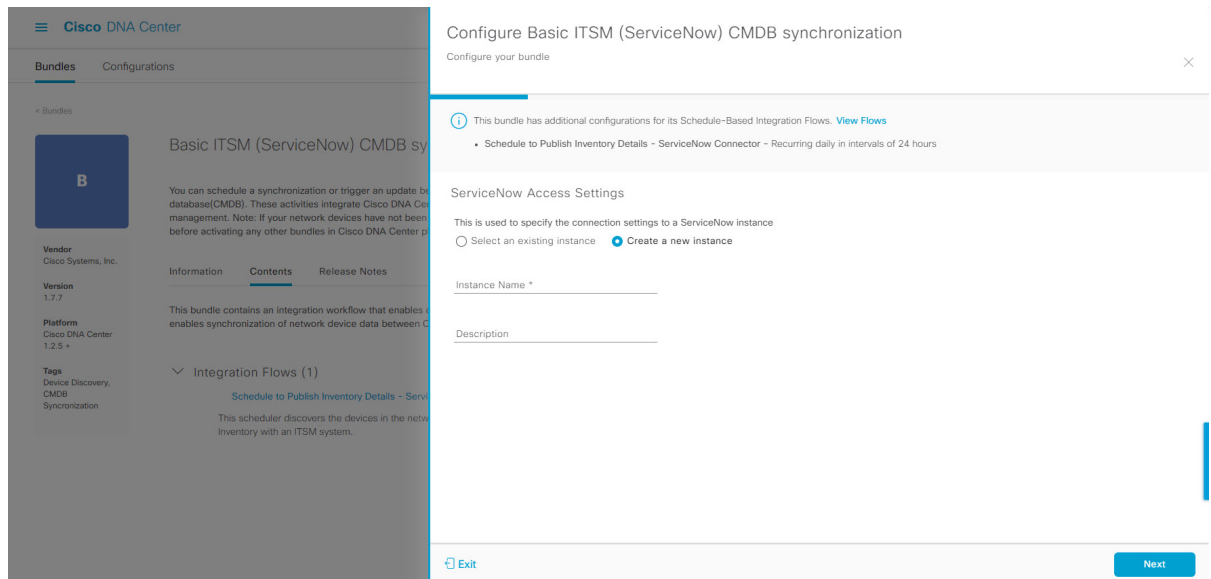 Cisco DNA Center
Bundles Configurations
< Bundles
B
Vendor
Cisco Systems, Inc.
Version
1.7.7
Platform
Cisco DNA Center
1.2.5 +
Tags
Device Discovery,
CMDB
Syncronization
Basic ITSM (ServiceNow) CMDB sy
You can schedule a synchronization or trigger an update be
database(CMDB). These activities integrate Cisco DNA Cen
management. Note: If your network devices have not been
before activating any other bundles in Cisco DNA Center p
Information Contents Release Notes
This bundle contains an integration workflow that enables
enables synchronization of network device data between C
Integration Flows (1)
Schedule to Publish Inventory Details - Servi
This scheduler discovers the devices in the netw
Inventory with an ITSM system.
Configure Basic ITSM (ServiceNow) CMDB synchronization
Configure your bundle
This bundle has additional configurations for its Schedule-Based Integration Flows. View Flows
• Schedule to Publish Inventory Details - ServiceNow Connector - Recurring daily in intervals of 24 hours
ServiceNow Access Settings
This is used to specify the connection settings to a ServiceNow instance
Select an existing instance Create a new instance
Instance Name *
Description
Exit
Next